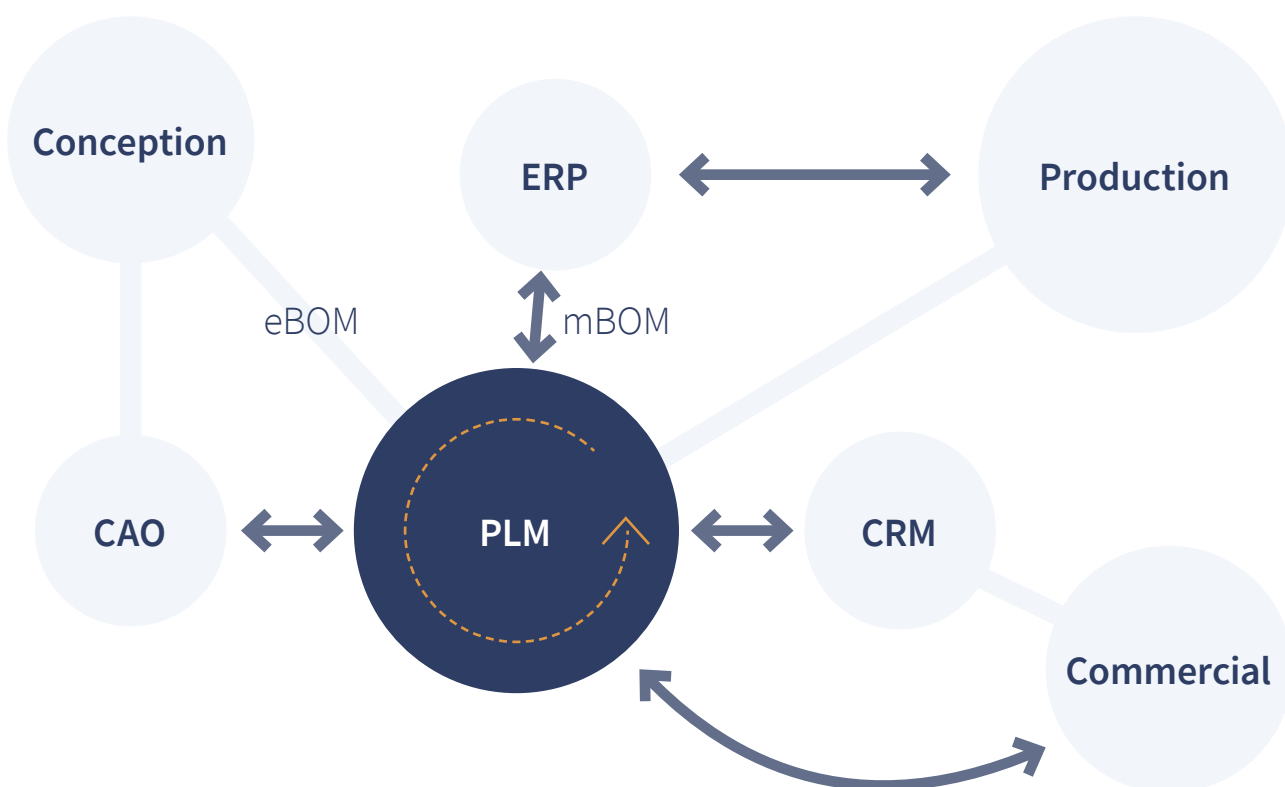 Conception
ERP
Production
eBOM
mBOM
CAO
PLM
CRM
Commercial